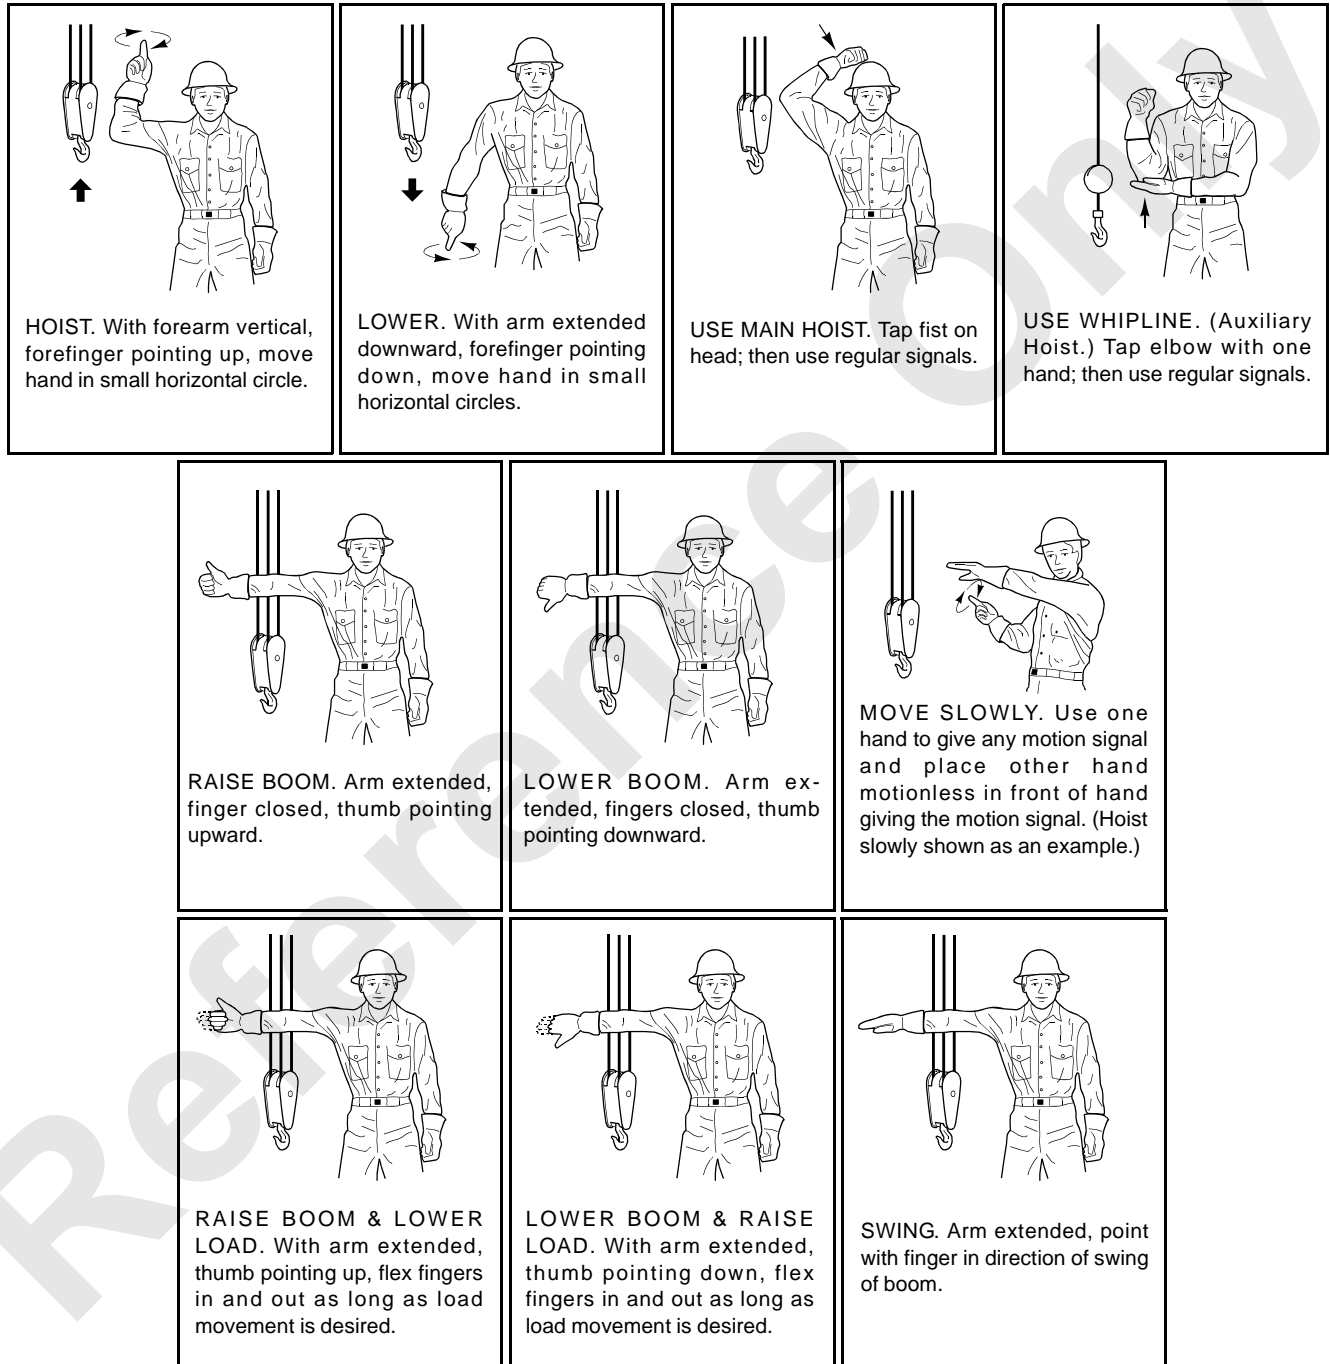 HOIST. With forearm vertical,
forefinger pointing up, move
hand in small horizontal circle.
LOWER. With arm extended
downward, forefinger pointing
down, move hand in small
horizontal circles.
USE MAIN HOIST. Tap fist on
head; then use regular signals.
USE WHIPLINE. (Auxiliary
Hoist.) Tap elbow with one
hand; then use regular signals.
RAISE BOOM. Arm extended,
finger closed, thumb pointing
upward.
LOWER BOOM. Arm ex-
tended, fingers closed, thumb
pointing downward.
MOVE SLOWLY. Use one
hand to give any motion signal
and place other hand
motionless in front of hand
giving the motion signal. (Hoist
slowly shown as an example.)
RAISE BOOM & LOWER
LOAD. With arm extended,
thumb pointing up, flex fingers
in and out as long as load
movement is desired.
LOWER BOOM & RAISE
LOAD. With arm extended,
thumb pointing down, flex
fingers in and out as long as
load movement is desired.
SWING. Arm extended, point
with finger in direction of swing
of boom.
Reference Only